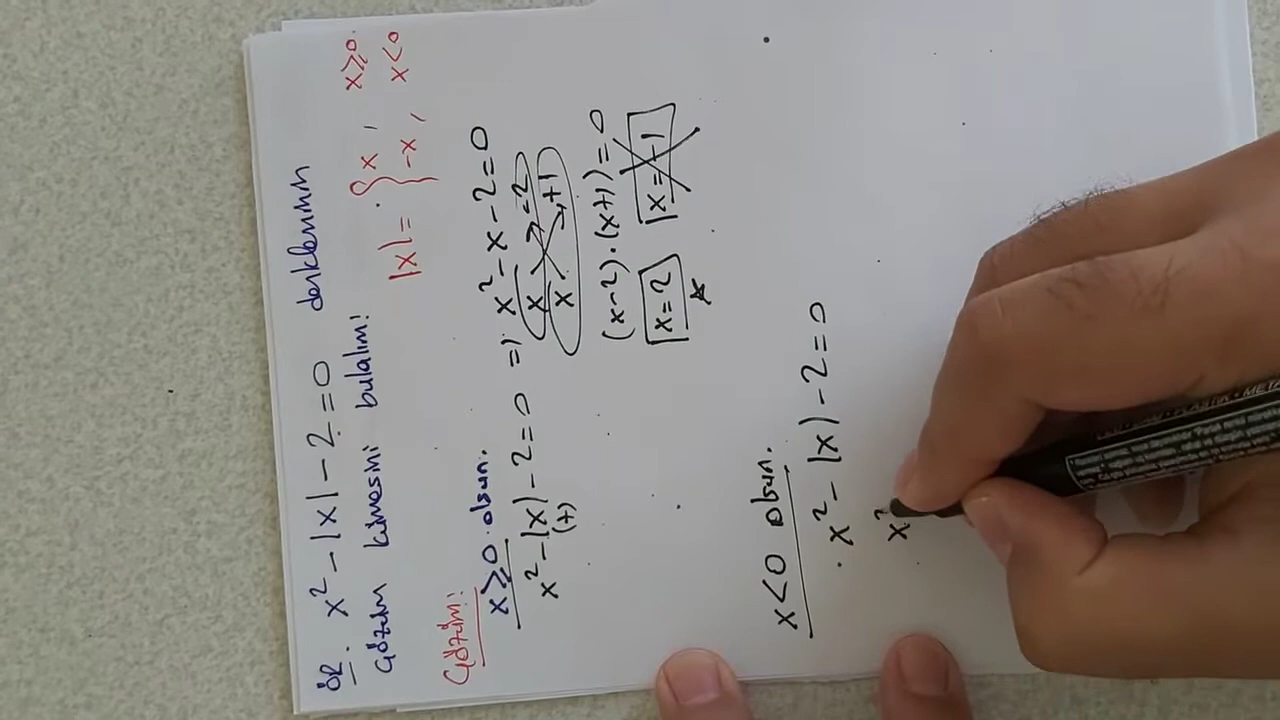 ÖR. x² - |x| - 2 = 0 denkleminin
çözüm kümesini bulalım!
|x| = { x , x ≥ 0.
-x , x < 0
Çözüm:
x ≥ 0 olsun.
x² - |x| - 2 = 0 => x² - x - 2 = 0
(+)
x -2
x +1
(x-2).(x+1) = 0
x = 2 x = -1
x < 0 olsun.
x² - |x| - 2 = 0
x²